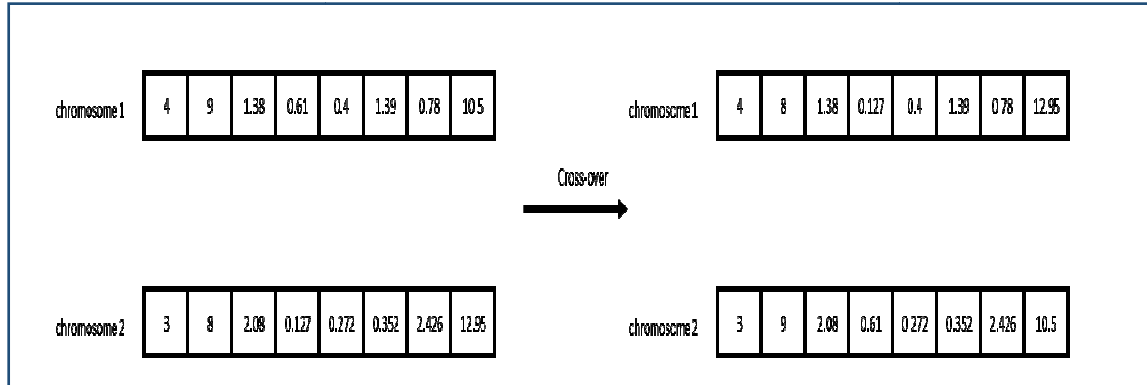 chromosome 1 4 9 1.38 0.61 0.4 1.39 0.78 10.5
chromosome 1 4 8 1.38 0.127 0.4 1.39 0.78 12.95
Cross-over
chromosome 2 3 8 2.08 0.127 0.272 0.352 2.426 12.95
chromosome 2 3 9 2.08 0.61 0.272 0.352 2.426 10.5